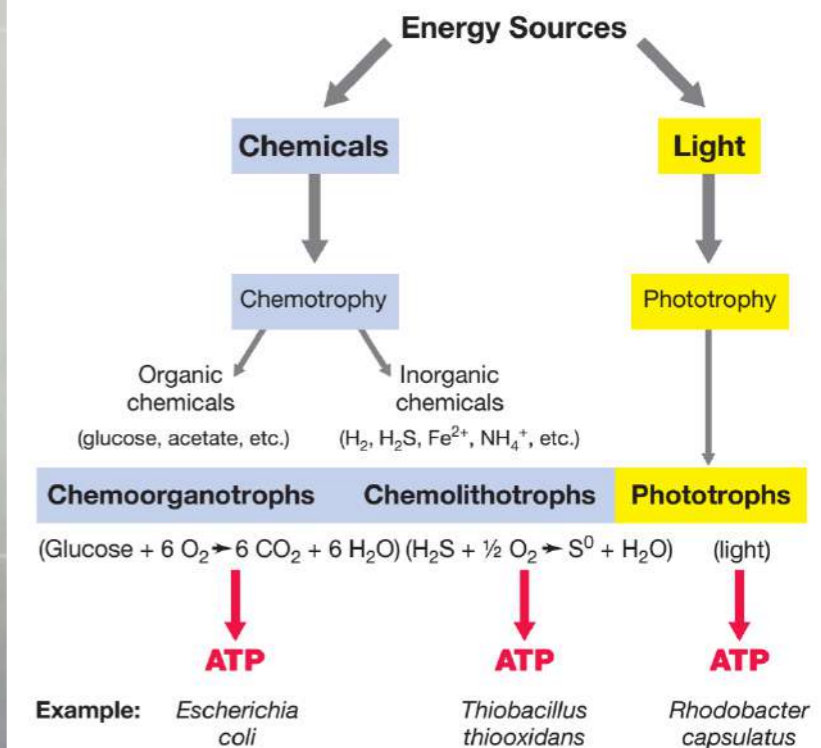 Energy Sources
Chemicals
Light
Chemotrophy
Phototrophy
Organic
chemicals
(glucose, acetate, etc.)
Inorganic
chemicals
(H₂, H₂S, Fe²⁺, NH₄⁺, etc.)
Chemoorganotrophs Chemolithotrophs Phototrophs
(Glucose + 6 O₂ → 6 CO₂ + 6 H₂O) (H₂S + ½ O₂ → S⁰ + H₂O) (light)
ATP ATP ATP
Example: Escherichia
coli
Thiobacillus
thiooxidans
Rhodobacter
capsulatus